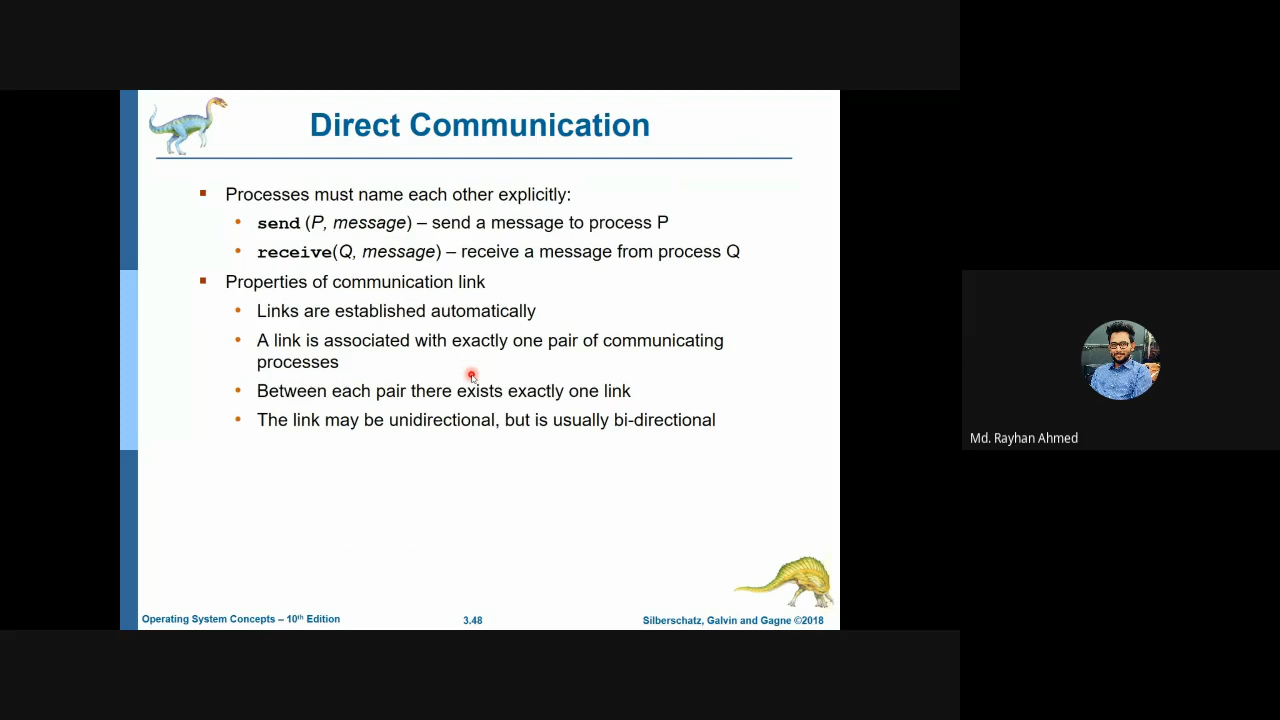 Direct Communication
Processes must name each other explicitly:
send (P, message) – send a message to process P
receive(Q, message) – receive a message from process Q
Properties of communication link
Links are established automatically
A link is associated with exactly one pair of communicating
processes
Between each pair there exists exactly one link
The link may be unidirectional, but is usually bi-directional
Operating System Concepts – 10th Edition
3.48
Silberschatz, Galvin and Gagne ©2018
Md. Rayhan Ahmed